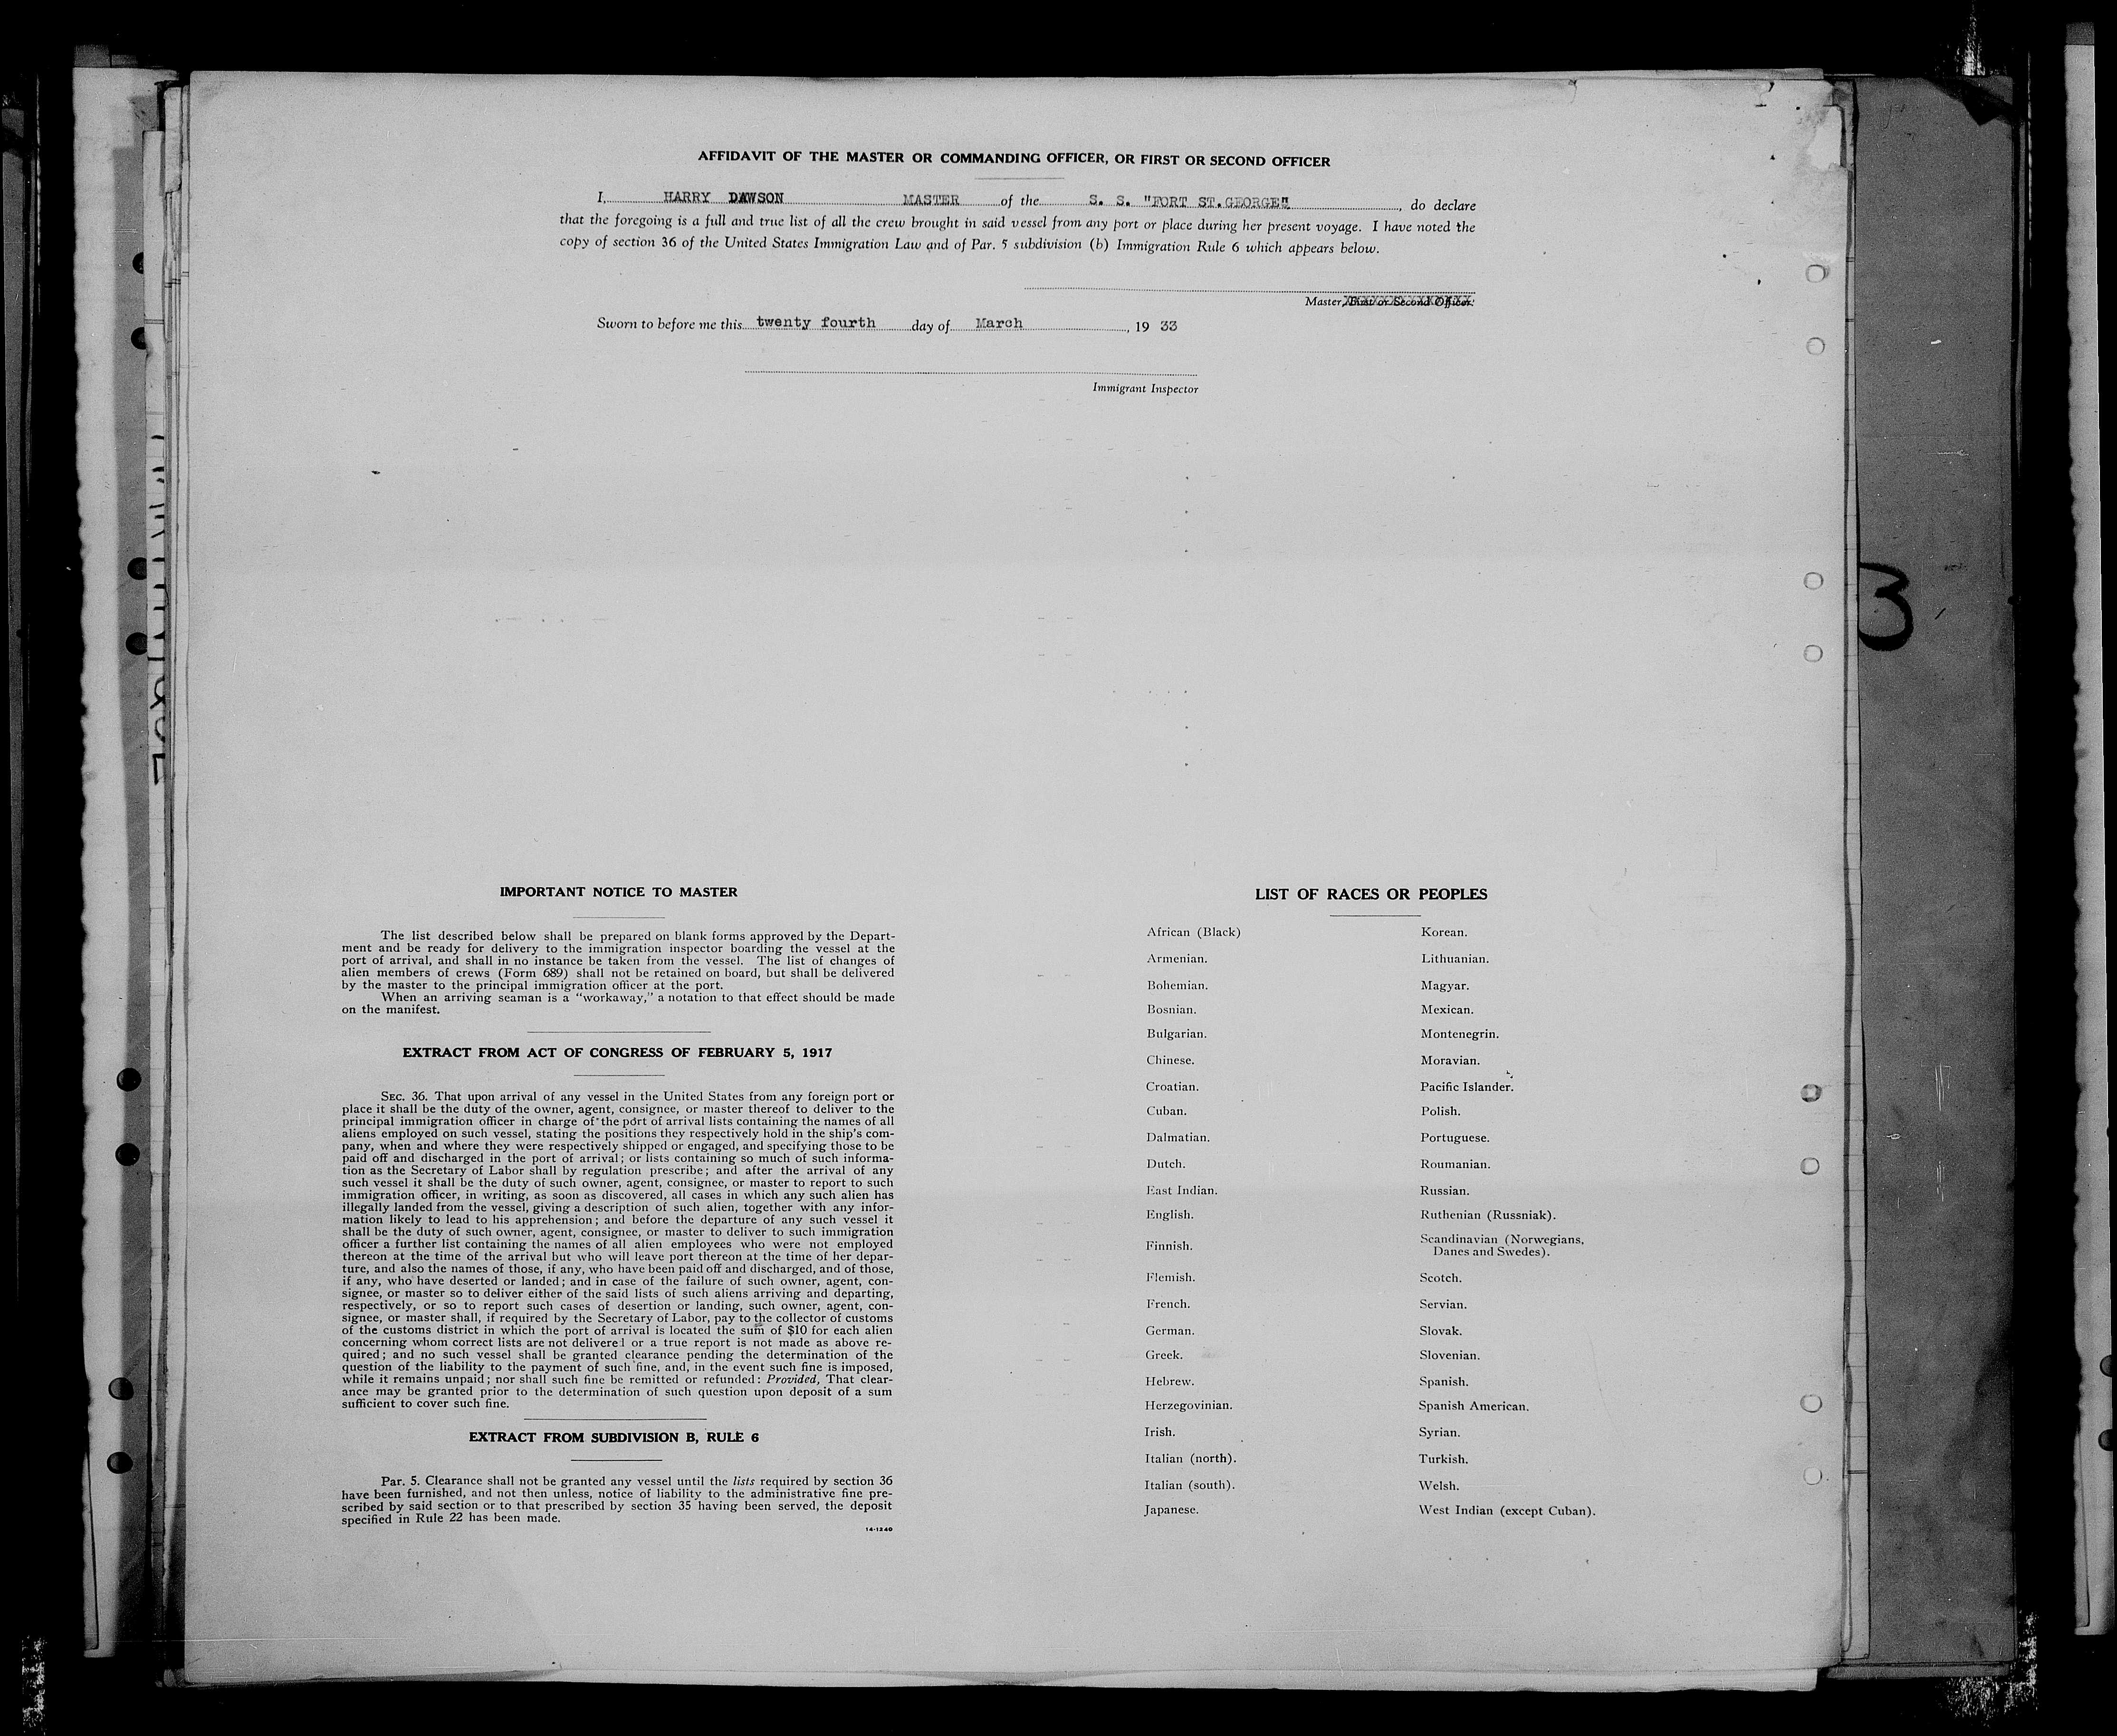 AFFIDAVIT OF THE MASTER OR COMMANDING OFFICER, OR FIRST OR SECOND OFFICER
I, HARRY DAWSON MASTER of the S. S. "FORT ST.GEORGE", do declare
that the foregoing is a full and true list of all the crew brought in said vessel from any port or place during her present voyage. I have noted the
copy of section 36 of the United States Immigration Law and of Par. 5 subdivision (b) Immigration Rule 6 which appears below.
Master, First or Second Officer.
Sworn to before me this twenty fourth day of March, 19 33
Immigrant Inspector
3
IMPORTANT NOTICE TO MASTER
The list described below shall be prepared on blank forms approved by the Depart-
ment and be ready for delivery to the immigration inspector boarding the vessel at the
port of arrival, and shall in no instance be taken from the vessel. The list of changes of
alien members of crews (Form 689) shall not be retained on board, but shall be delivered
by the master to the principal immigration officer at the port.
When an arriving seaman is a "workaway," a notation to that effect should be made
on the manifest.
EXTRACT FROM ACT OF CONGRESS OF FEBRUARY 5, 1917
SEC. 36. That upon arrival of any vessel in the United States from any foreign port or
place it shall be the duty of the owner, agent, consignee, or master thereof to deliver to the
principal immigration officer in charge of the port of arrival lists containing the names of all
aliens employed on such vessel, stating the positions they respectively hold in the ship's com-
pany, when and where they were respectively shipped or engaged, and specifying those to be
paid off and discharged in the port of arrival; or lists containing so much of such informa-
tion as the Secretary of Labor shall by regulation prescribe; and after the arrival of any
such vessel it shall be the duty of such owner, agent, consignee, or master to report to such
immigration officer, in writing, as soon as discovered, all cases in which any such alien has
illegally landed from the vessel, giving a description of such alien, together with any infor-
mation likely to lead to his apprehension; and before the departure of any such vessel it
shall be the duty of such owner, agent, consignee, or master to deliver to such immigration
officer a further list containing the names of all alien employees who were not employed
thereon at the time of the arrival but who will leave port thereon at the time of her depar-
ture, and also the names of those, if any, who have been paid off and discharged, and of those,
if any, who have deserted or landed; and in case of the failure of such owner, agent, con-
signee, or master so to deliver either of the said lists of such aliens arriving and departing,
respectively, or so to report such cases of desertion or landing, such owner, agent, con-
signee, or master shall, if required by the Secretary of Labor, pay to the collector of customs
of the customs district in which the port of arrival is located the sum of $10 for each alien
concerning whom correct lists are not delivered or a true report is not made as above re-
quired; and no such vessel shall be granted clearance pending the determination of the
question of the liability to the payment of such fine, and, in the event such fine is imposed,
while it remains unpaid; nor shall such fine be remitted or refunded: Provided, That clear-
ance may be granted prior to the determination of such question upon deposit of a sum
sufficient to cover such fine.
EXTRACT FROM SUBDIVISION B, RULE 6
Par. 5. Clearance shall not be granted any vessel until the lists required by section 36
have been furnished, and not then unless, notice of liability to the administrative fine pre-
scribed by said section or to that prescribed by section 35 having been served, the deposit
specified in Rule 22 has been made.
14-1240
LIST OF RACES OR PEOPLES
African (Black)
Armenian.
Bohemian.
Bosnian.
Bulgarian.
Chinese.
Croatian.
Cuban.
Dalmatian.
Dutch.
East Indian.
English.
Finnish.
Flemish.
French.
German.
Greek.
Hebrew.
Herzegovinian.
Irish.
Italian (north).
Italian (south).
Japanese.
Korean.
Lithuanian.
Magyar.
Mexican.
Montenegrin.
Moravian.
Pacific Islander.
Polish.
Portuguese.
Roumanian.
Russian.
Ruthenian (Russniak).
Scandinavian (Norwegians,
Danes and Swedes).
Scotch.
Servian.
Slovak.
Slovenian.
Spanish.
Spanish American.
Syrian.
Turkish.
Welsh.
West Indian (except Cuban).